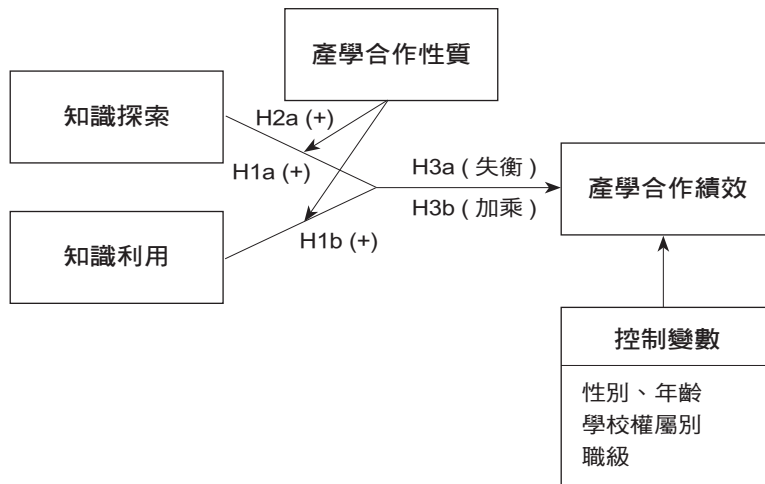 產學合作性質
知識探索
H2a (+)
H1a (+)
H3a ( 失衡 )
產學合作績效
H3b ( 加乘 )
H1b (+)
知識利用
控制變數
性別、年齡
學校權屬別
職級